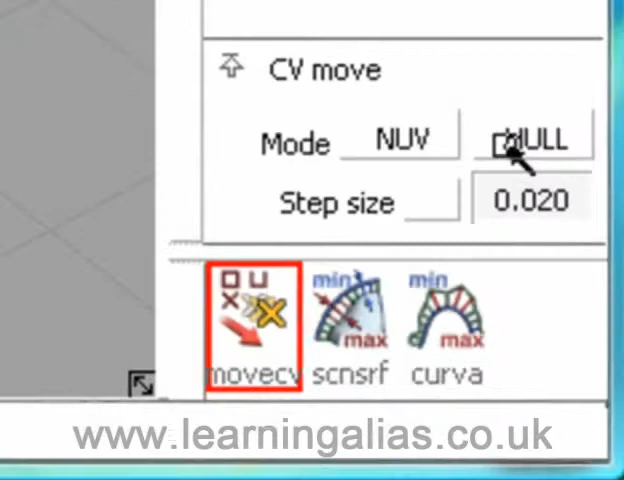 CV move
Mode NUV HULL
Step size 0.020
min min
max max
movecv scnsrf curva
www.learningalias.co.uk